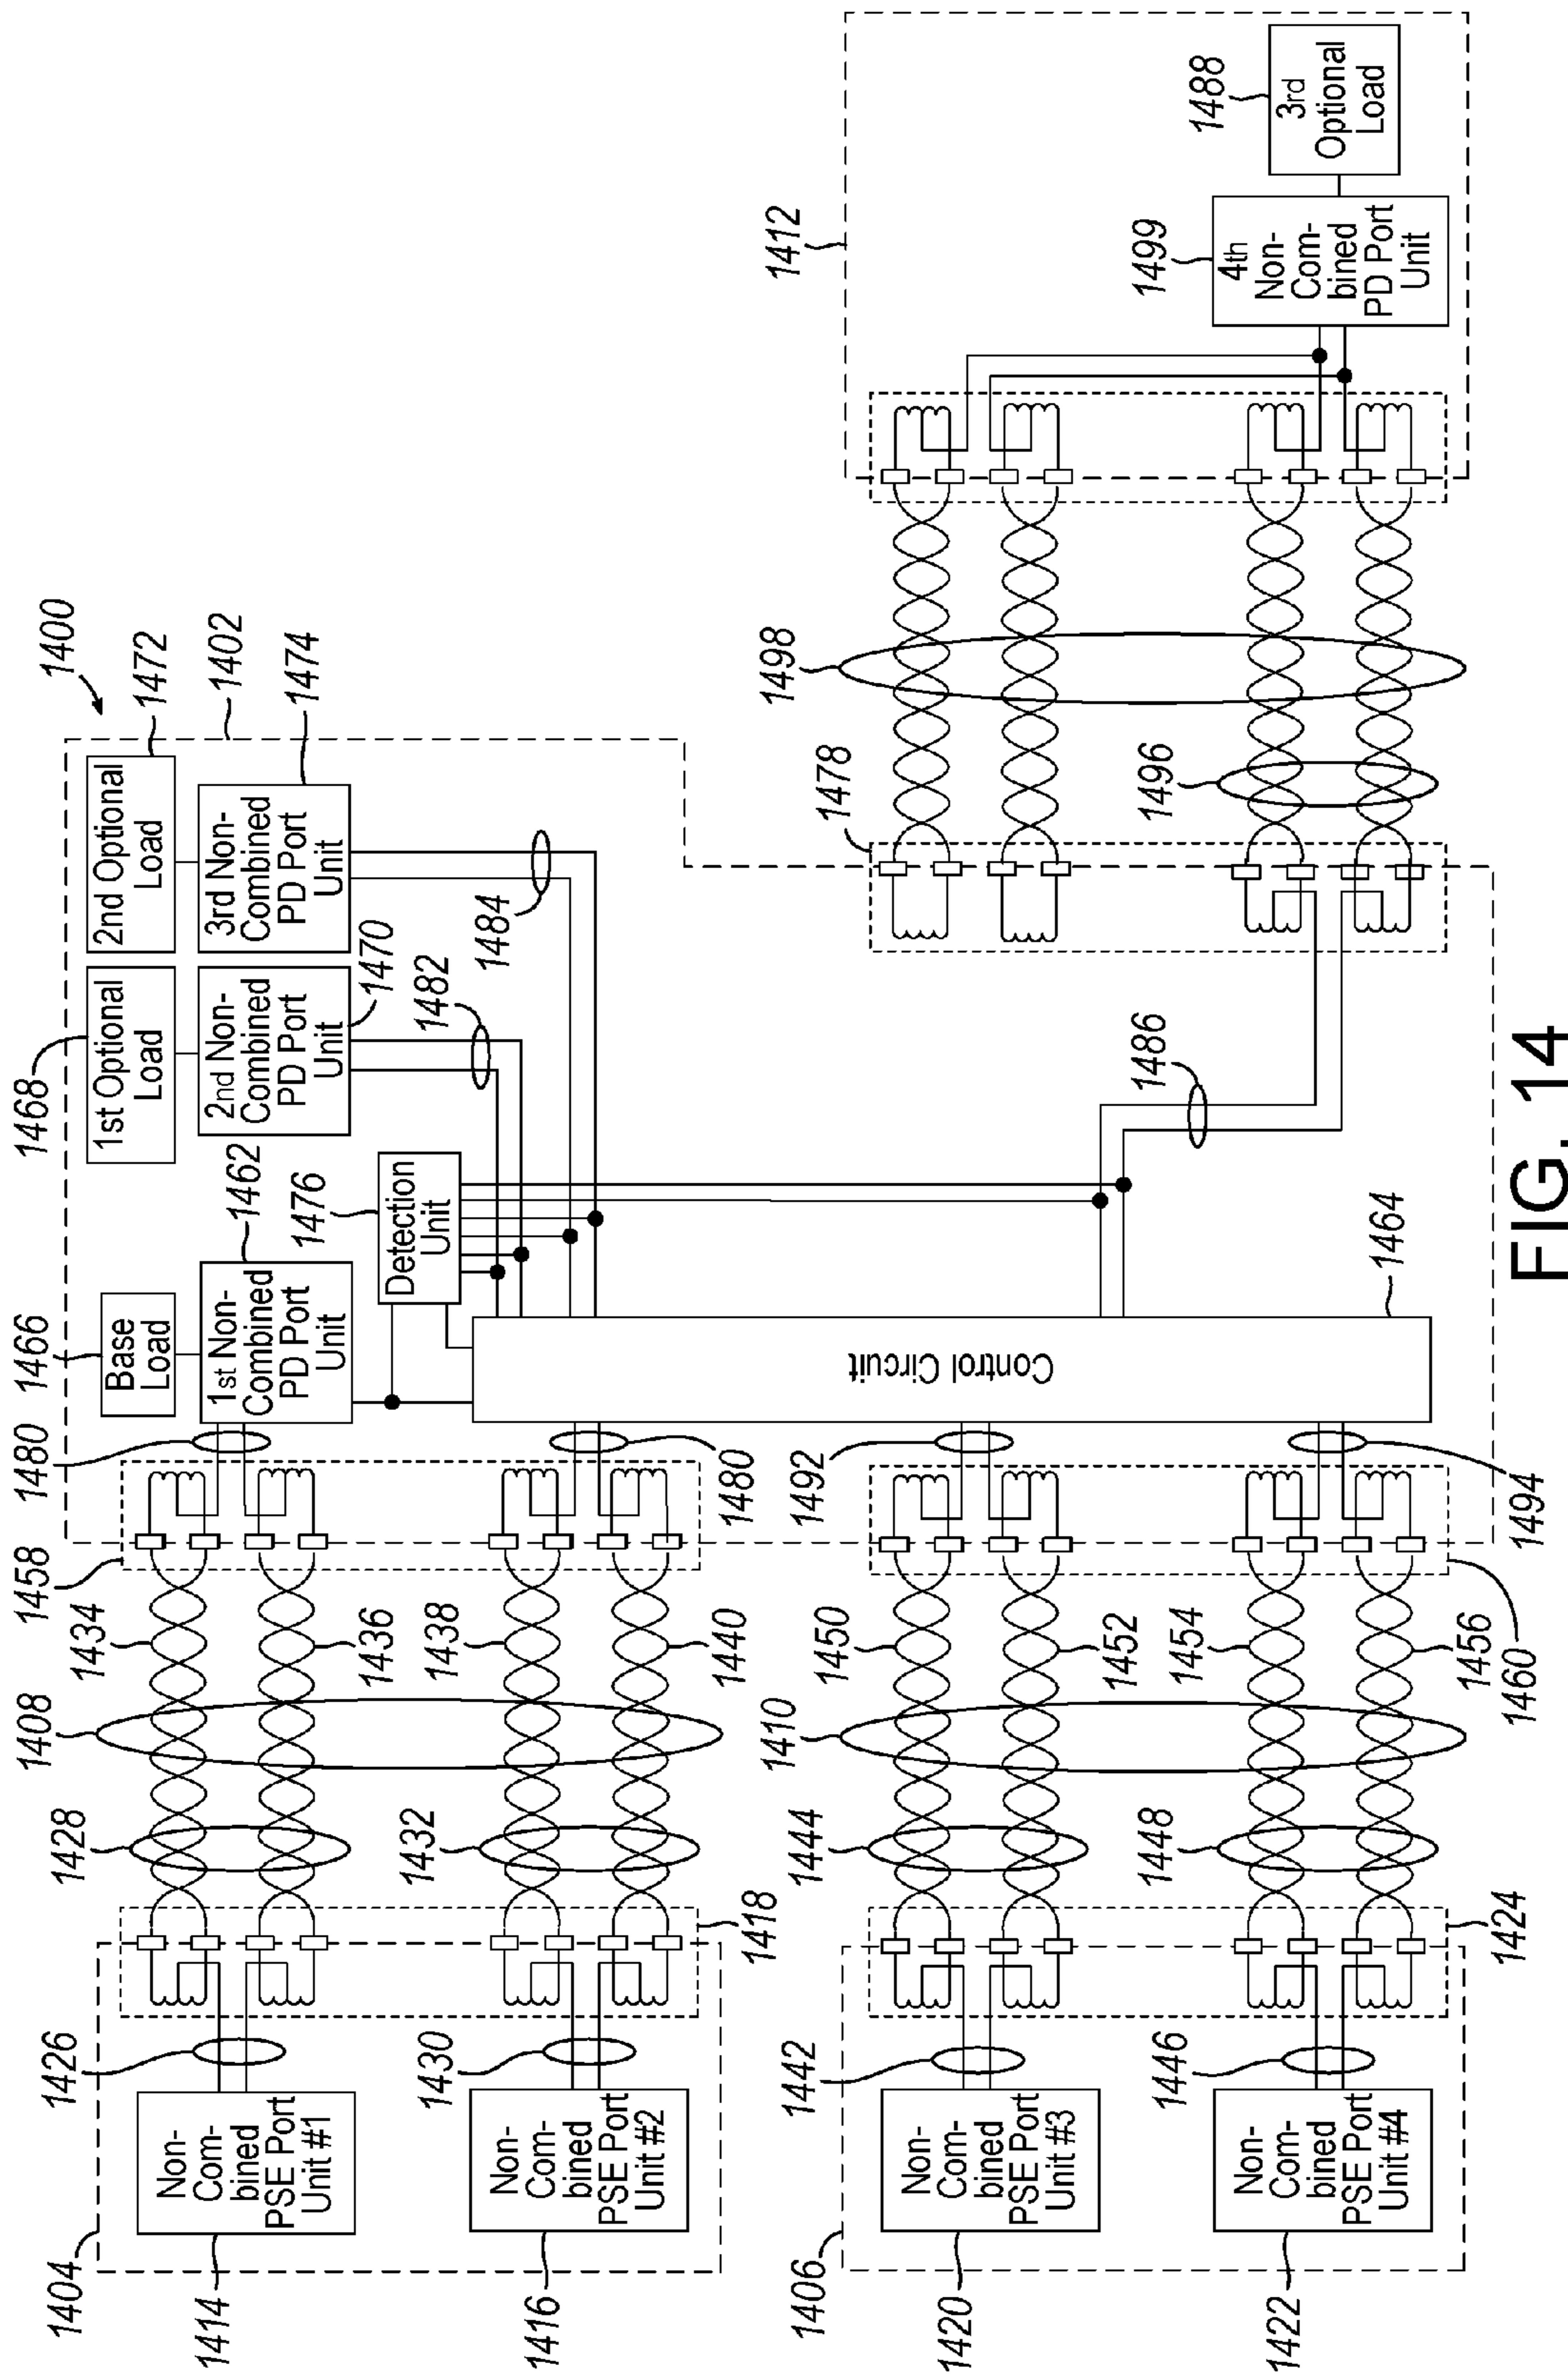 1400
1404
1414
Non-
Com-
bined
PSE Port
Unit #1
1426
1416
Non-
Com-
bined
PSE Port
Unit #2
1430
1418
1428
1432
1408
1434
1436
1438
1440
1458
1480
1480
1466
Base
Load
1462
1st Non-
Combined
PD Port
Unit
1476
Detection
Unit
1468
1st Optional
Load
2nd Non-
Combined
PD Port
Unit
1470
1482
1472
2nd Optional
Load
1402
3rd Non-
Combined
PD Port
Unit
1474
1484
1406
1420
Non-
Com-
bined
PSE Port
Unit #3
1442
1422
Non-
Com-
bined
PSE Port
Unit #4
1446
1424
1444
1448
1410
1450
1452
1454
1456
1460
1492
1494
Control Circuit
1464
1486
1478
1496
1498
1412
1499
4th
Non-
Com-
bined
PD Port
Unit
1488
3rd
Optional
Load
FIG. 14